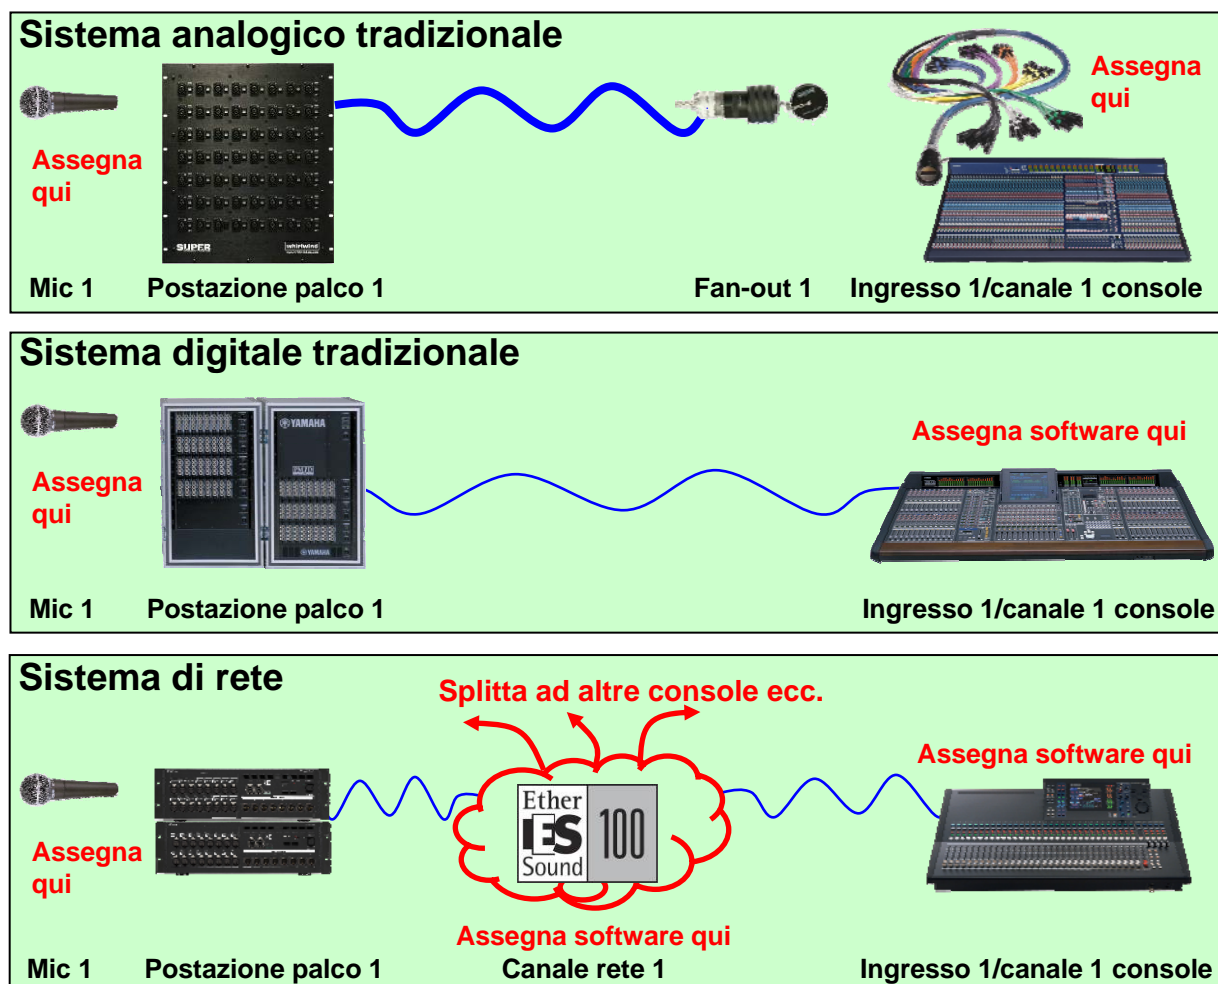 Sistema analogico tradizionale
Assegna
qui
Assegna
qui
SUPER
whirlwind
Mic 1
Postazione palco 1
Fan-out 1
Ingresso 1/canale 1 console
Sistema digitale tradizionale
YAMAHA
Assegna software qui
Assegna
qui
YAMAHA
Mic 1
Postazione palco 1
Ingresso 1/canale 1 console
Sistema di rete
Splitta ad altre console ecc.
Assegna software qui
Ether
ES
100
Sound
Assegna
qui
Assegna software qui
Mic 1
Postazione palco 1
Canale rete 1
Ingresso 1/canale 1 console